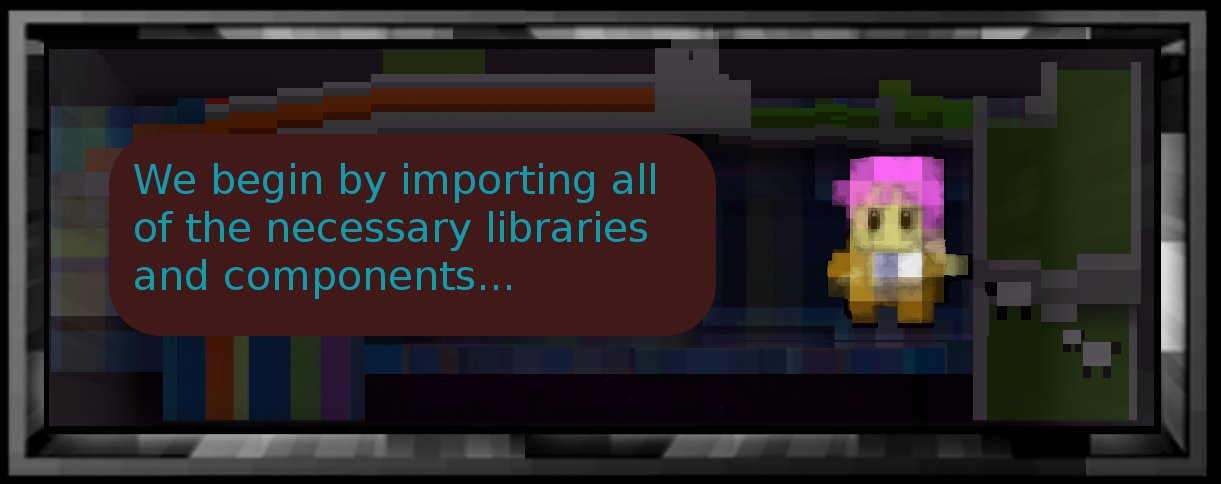 We begin by importing all
of the necessary libraries
and components...